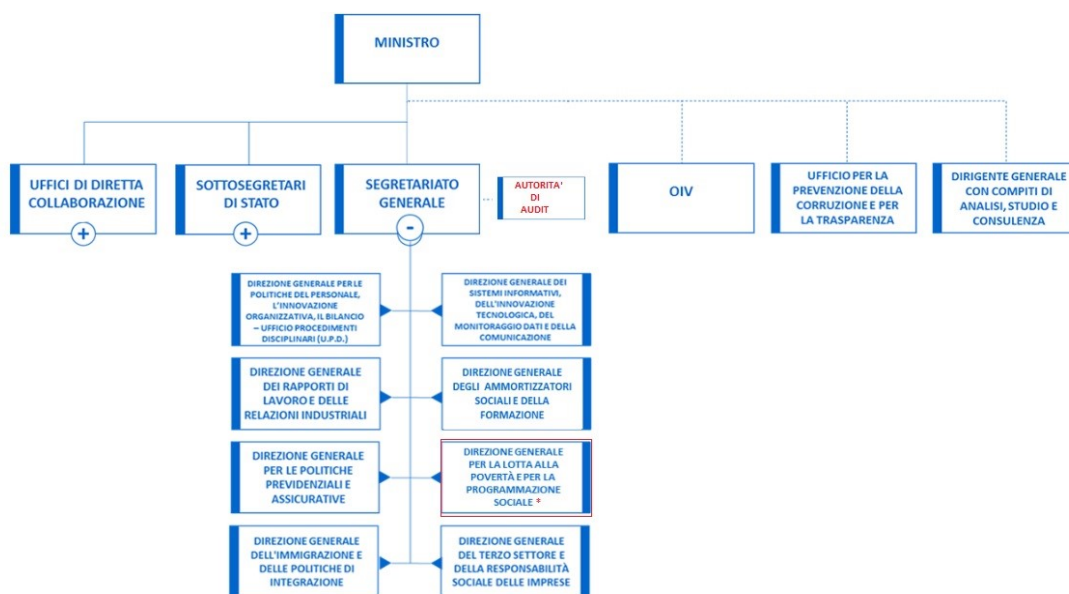 MINISTRO
UFFICI DI DIRETTA
COLLABORAZIONE
+
SOTTOSEGRETARI
DI STATO
+
SEGRETARIATO
GENERALE
-
AUTORITA'
DI
AUDIT
OIV
UFFICIO PER LA
PREVENZIONE DELLA
CORRUZIONE E PER
LA TRASPARENZA
DIRIGENTE GENERALE
CON COMPITI DI
ANALISI, STUDIO E
CONSULENZA
DIREZIONE GENERALE PER LE
POLITICHE DEL PERSONALE,
L'INNOVAZIONE
ORGANIZZATIVA, IL BILANCIO
– UFFICIO PROCEDIMENTI
DISCIPLINARI (U.P.D.)
DIREZIONE GENERALE DEI
SISTEMI INFORMATIVI,
DELL'INNOVAZIONE
TECNOLOGICA, DEL
MONITORAGGIO DATI E DELLA
COMUNICAZIONE
DIREZIONE GENERALE
DEI RAPPORTI DI
LAVORO E DELLE
RELAZIONI INDUSTRIALI
DIREZIONE GENERALE
DEGLI AMMORTIZZATORI
SOCIALI E DELLA
FORMAZIONE
DIREZIONE GENERALE
PER LE POLITICHE
PREVIDENZIALI E
ASSICURATIVE
DIREZIONE GENERALE
PER LA LOTTA ALLA
POVERTÀ E PER LA
PROGRAMMAZIONE
SOCIALE *
DIREZIONE GENERALE
DELL'IMMIGRAZIONE E
DELLE POLITICHE DI
INTEGRAZIONE
DIREZIONE GENERALE
DEL TERZO SETTORE E
DELLA RESPONSABILITÀ
SOCIALE DELLE IMPRESE